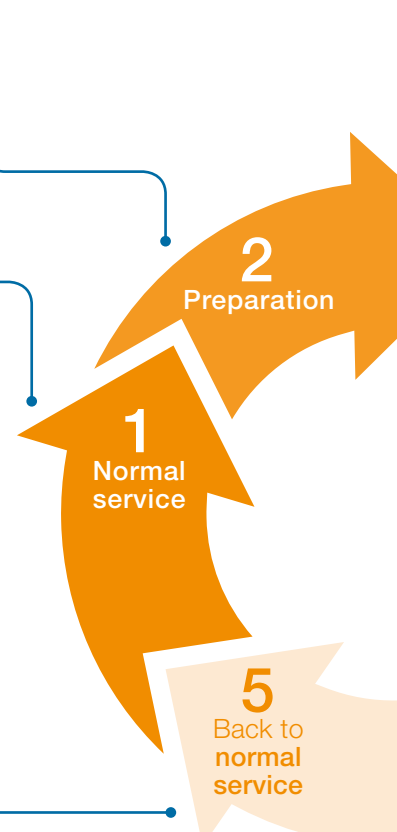 2
Preparation
1
Normal
service
5
Back to
normal
service